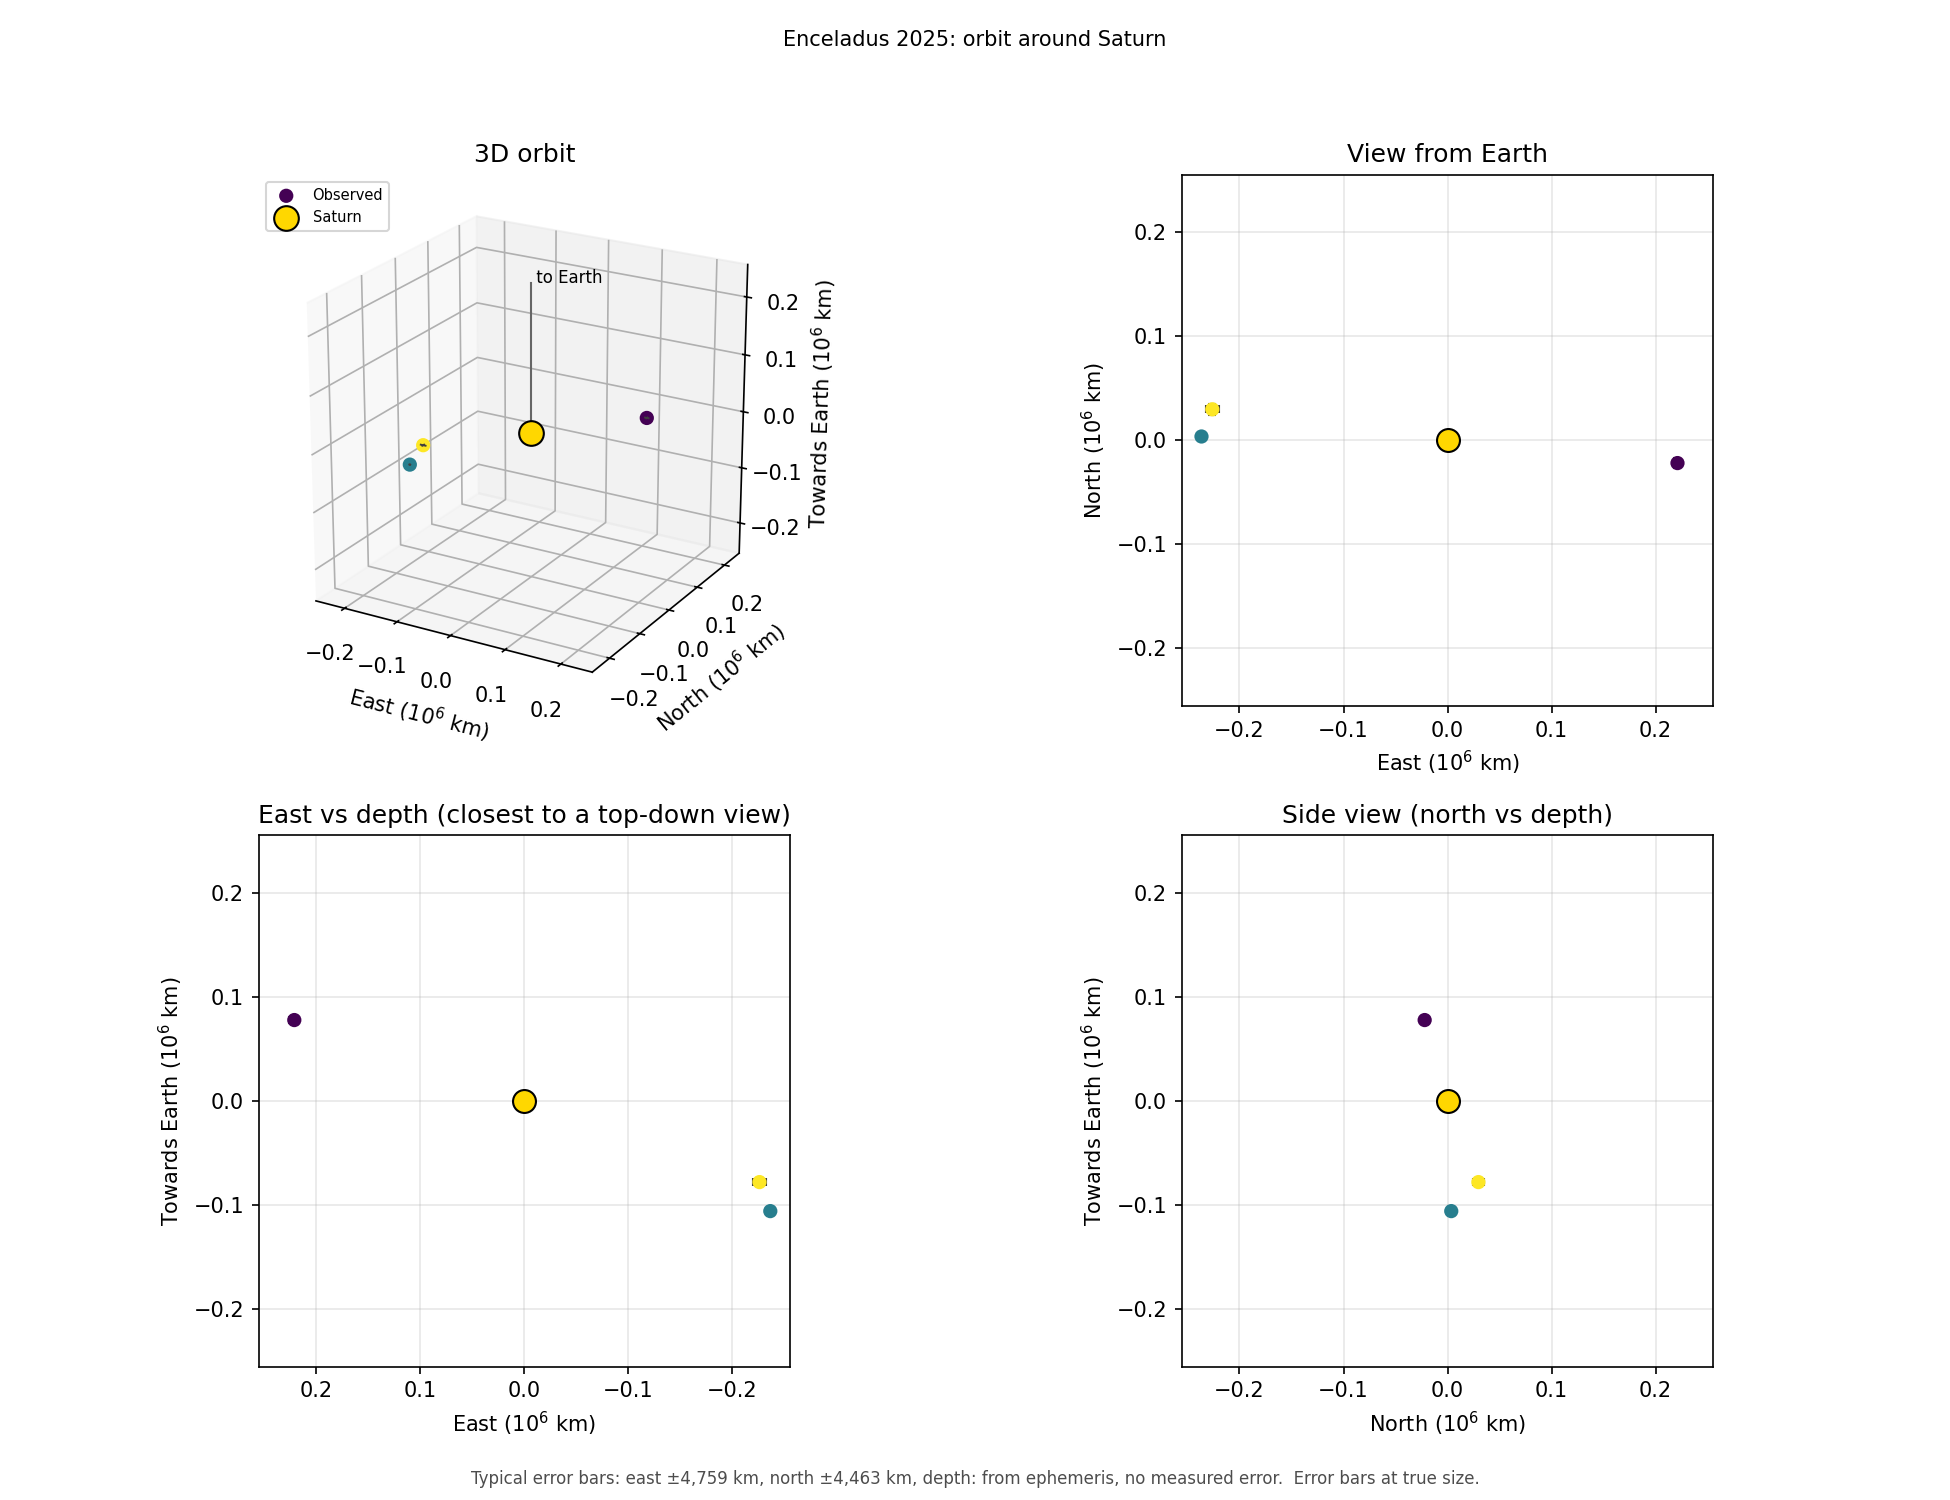 Enceladus 2025: orbit around Saturn
3D orbit
Observed
Saturn
to Earth
0.2
0.1
0.0
−0.1
−0.2
Towards Earth (10⁶ km)
−0.2
−0.1
0.0
0.1
0.2
East (10⁶ km)
−0.2
−0.1
0.0
0.1
0.2
North (10⁶ km)
View from Earth
0.2
0.1
0.0
−0.1
−0.2
North (10⁶ km)
−0.2 −0.1 0.0 0.1 0.2
East (10⁶ km)
East vs depth (closest to a top-down view)
0.2
0.1
0.0
−0.1
−0.2
Towards Earth (10⁶ km)
0.2 0.1 0.0 −0.1 −0.2
East (10⁶ km)
Side view (north vs depth)
0.2
0.1
0.0
−0.1
−0.2
Towards Earth (10⁶ km)
−0.2 −0.1 0.0 0.1 0.2
North (10⁶ km)
Typical error bars: east ±4,759 km, north ±4,463 km, depth: from ephemeris, no measured error.  Error bars at true size.